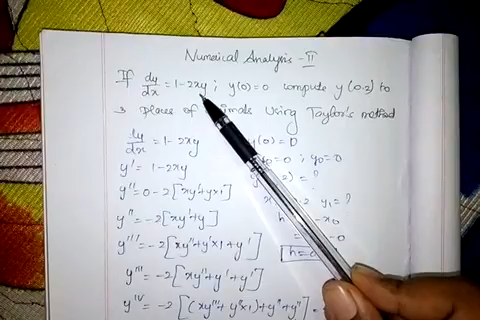 Numerical Analysis - II
If dy/dx = 1-2xy ; y(0)=0 compute y(0.2) to
3 places of using Taylor's method
dy/dx = 1-2xy y(0)=0
y' = 1-2xy =0 ; y0=0
y'' = 0-2[xy'+y×1] 2) = ?
y'' = -2[xy'+y] y1=?
y''' = -2[xy''+y'×1+y'] h -x0
y''' = -2[xy''+y'+y'] -0
y^IV = -2[(xy'''+y''×1)+y''+y'']